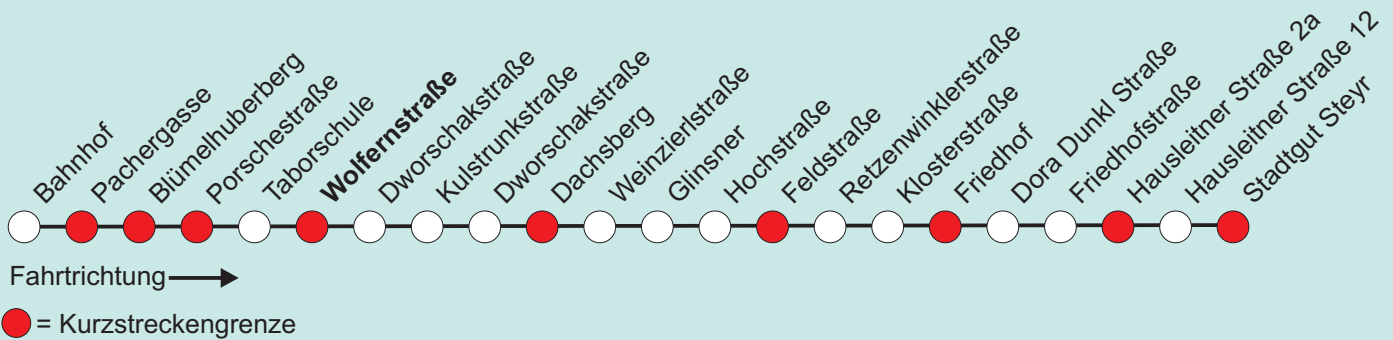 Bahnhof
Pachergasse
Blümelhuberberg
Porschestraße
Taborschule
Wolfernstraße
Dworschakstraße
Kulstrunkstraße
Dworschakstraße
Dachsberg
Weinzierlstraße
Glinsner
Hochstraße
Feldstraße
Retzenwinklerstraße
Klosterstraße
Friedhof
Dora Dunkl Straße
Friedhofstraße
Hausleitner Straße 2a
Hausleitner Straße 12
Stadtgut Steyr
Fahrtrichtung
= Kurzstreckengrenze